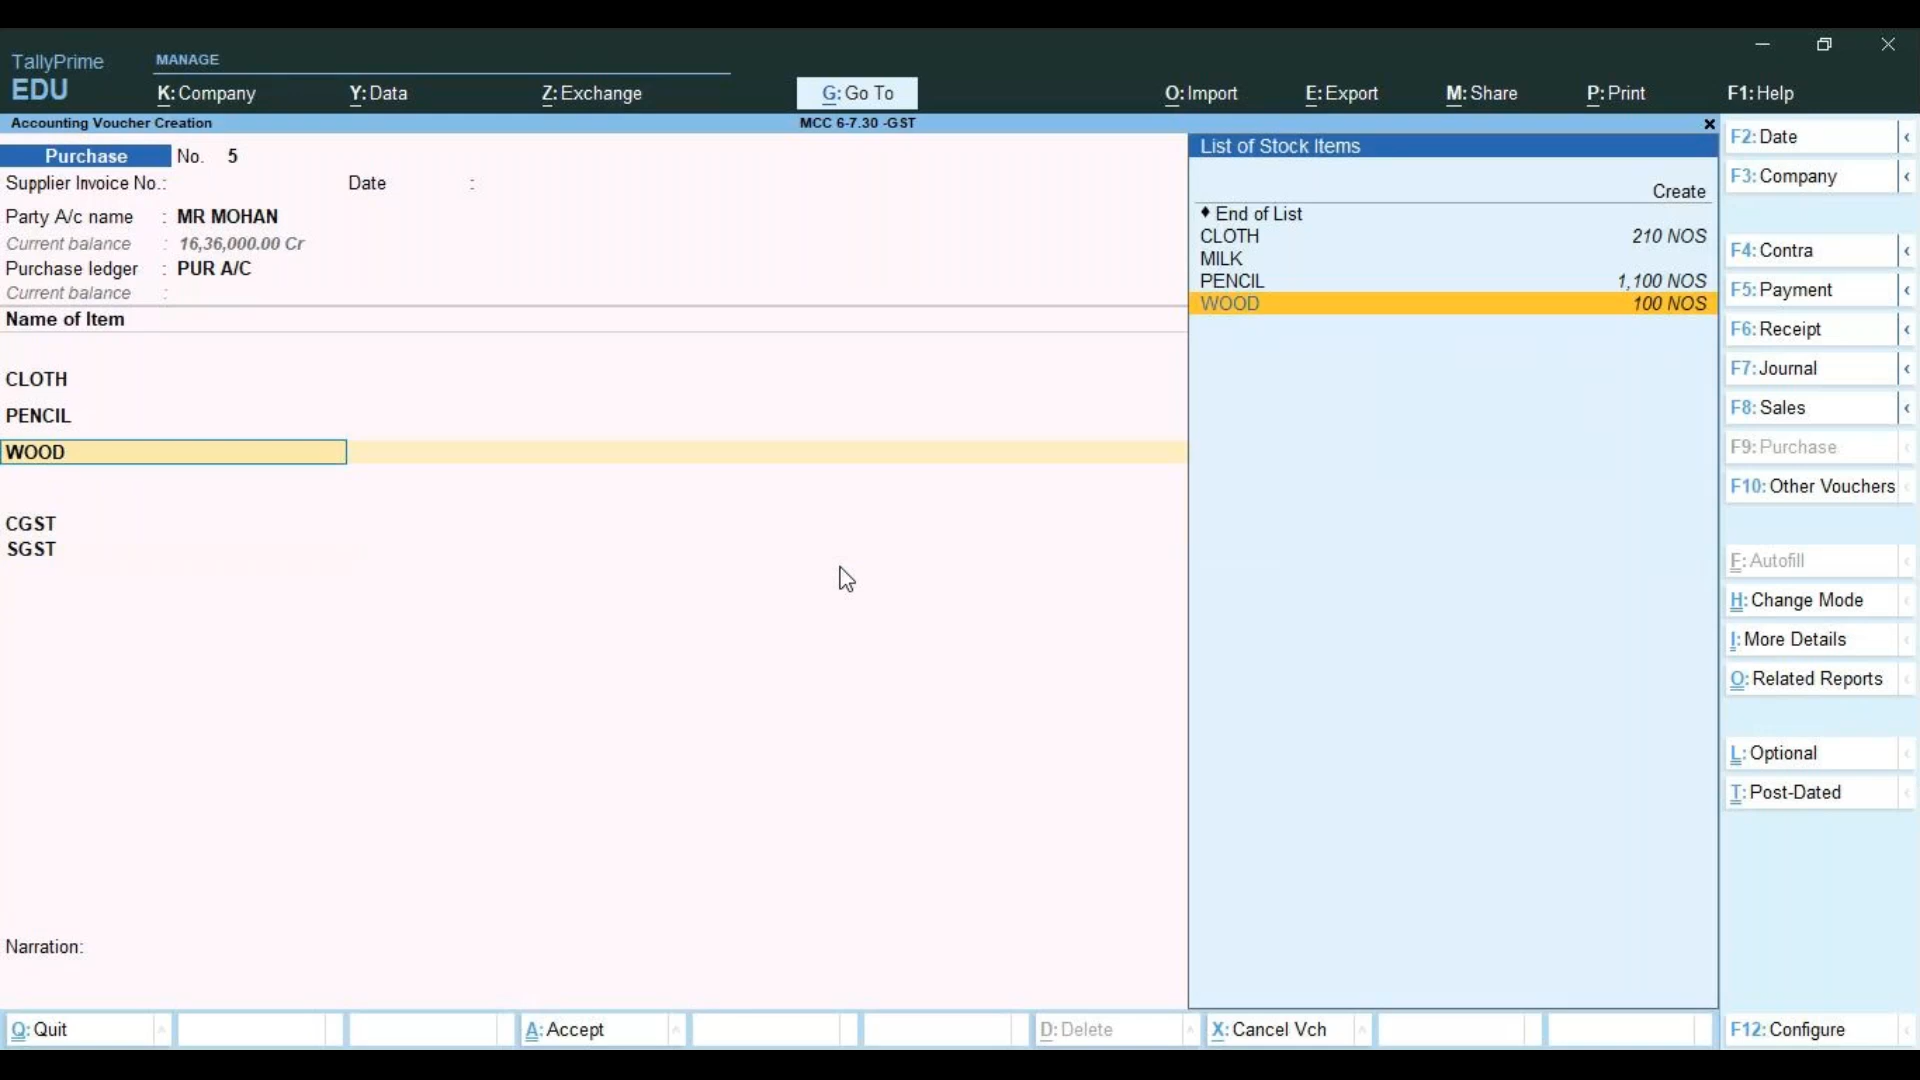 TallyPrime
EDU
MANAGE
K: Company
Y: Data
Z: Exchange
G: Go To
O: Import
E: Export
M: Share
P: Print
F1: Help
Accounting Voucher Creation
MCC 6-7.30 -GST
Purchase No. 5
Supplier Invoice No.: Date :
Party A/c name : MR MOHAN
Current balance : 16,36,000.00 Cr
Purchase ledger : PUR A/C
Current balance :
Name of Item
CLOTH
PENCIL
WOOD
CGST
SGST
Narration:
List of Stock Items
Create
♦ End of List
CLOTH 210 NOS
MILK
PENCIL 1,100 NOS
WOOD 100 NOS
F2: Date
F3: Company
F4: Contra
F5: Payment
F6: Receipt
F7: Journal
F8: Sales
F9: Purchase
F10: Other Vouchers
F: Autofill
H: Change Mode
I: More Details
O: Related Reports
L: Optional
T: Post-Dated
Q: Quit
A: Accept
D: Delete
X: Cancel Vch
F12: Configure